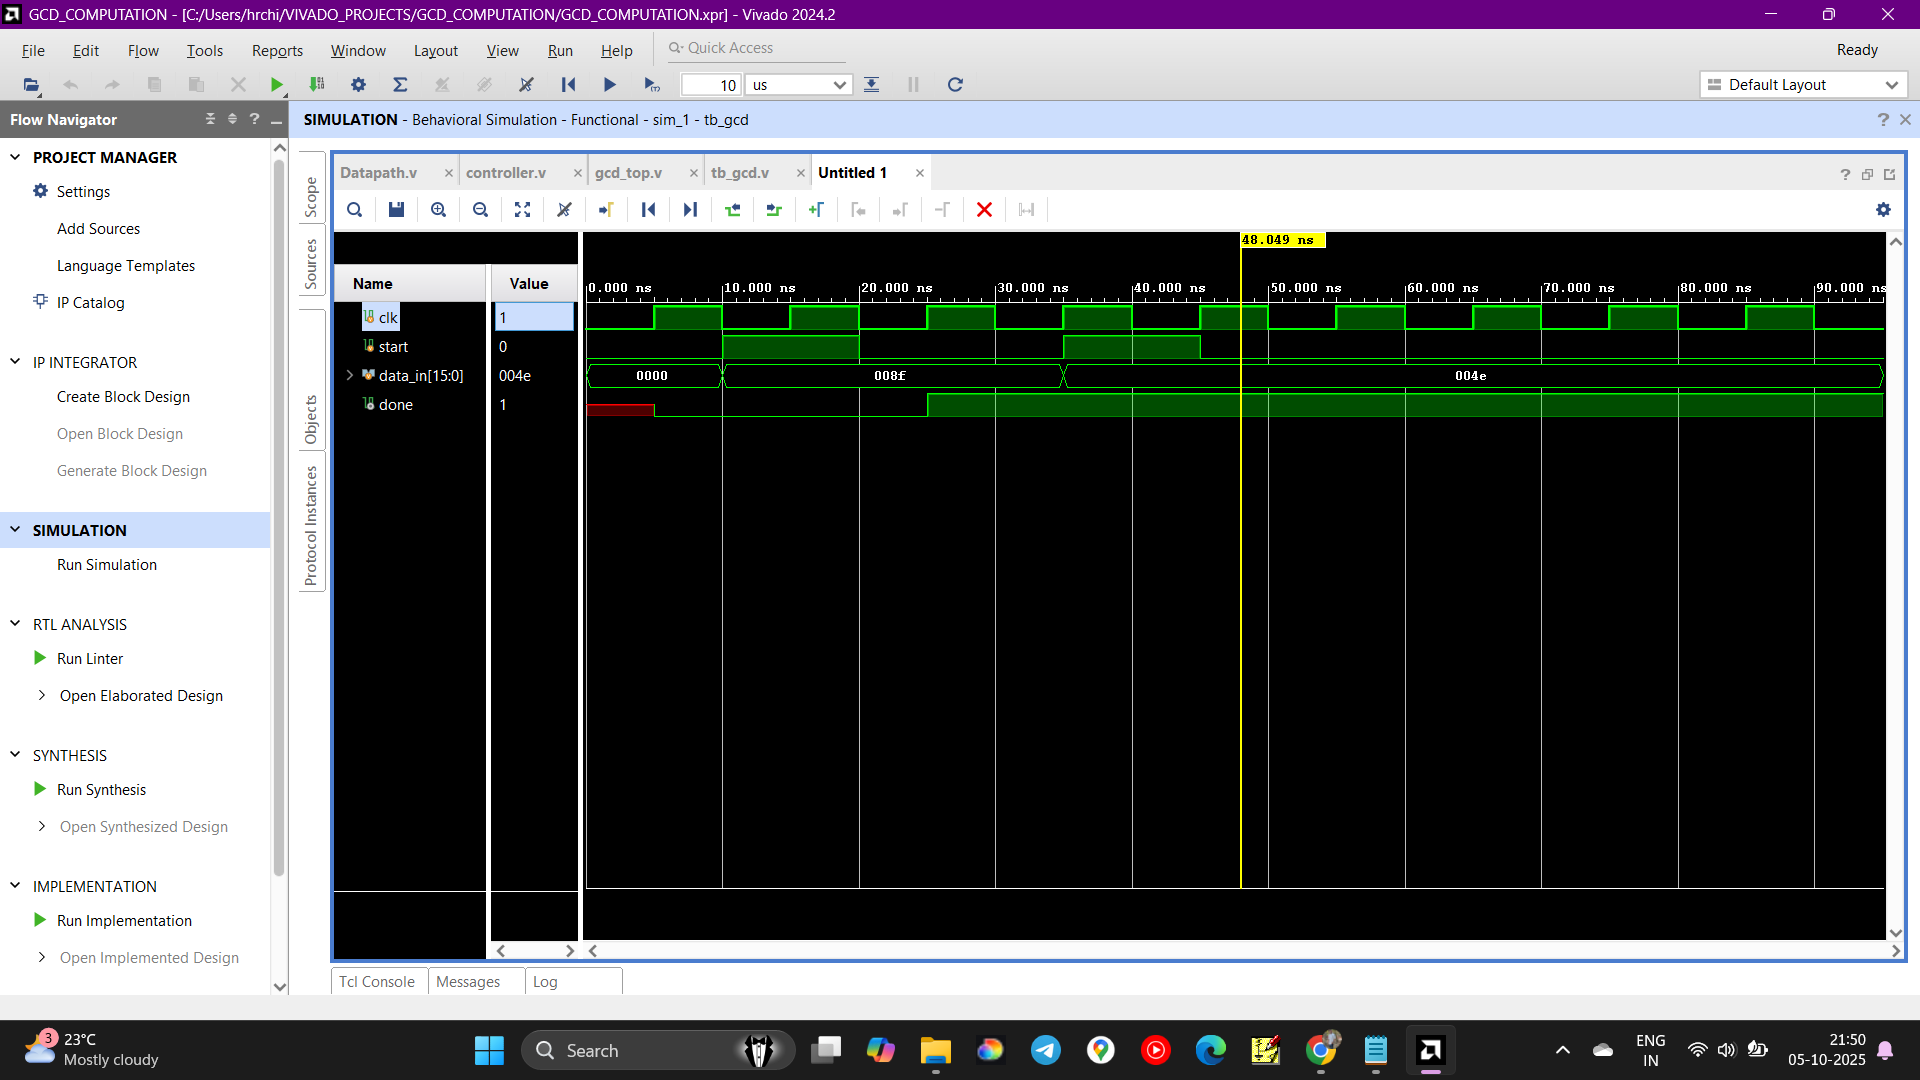 GCD_COMPUTATION - [C:/Users/hrchi/VIVADO_PROJECTS/GCD_COMPUTATION/GCD_COMPUTATION.xpr] - Vivado 2024.2
File Edit Flow Tools Reports Window Layout View Run Help Quick Access Ready
10 us Default Layout
Flow Navigator
SIMULATION - Behavioral Simulation - Functional - sim_1 - tb_gcd
PROJECT MANAGER
Settings
Add Sources
Language Templates
IP Catalog
IP INTEGRATOR
Create Block Design
Open Block Design
Generate Block Design
SIMULATION
Run Simulation
RTL ANALYSIS
Run Linter
Open Elaborated Design
SYNTHESIS
Run Synthesis
Open Synthesized Design
IMPLEMENTATION
Run Implementation
Open Implemented Design
Scope
Sources
Objects
Protocol Instances
Datapath.v controller.v gcd_top.v tb_gcd.v Untitled 1
48.049 ns
Name Value
0.000 ns 10.000 ns 20.000 ns 30.000 ns 40.000 ns 50.000 ns 60.000 ns 70.000 ns 80.000 ns 90.000 ns
clk 1
start 0
data_in[15:0] 004e 0000 008f 004e
done 1
Tcl Console Messages Log
3
23°C
Mostly cloudy
Search
ENG
IN
21:50
05-10-2025